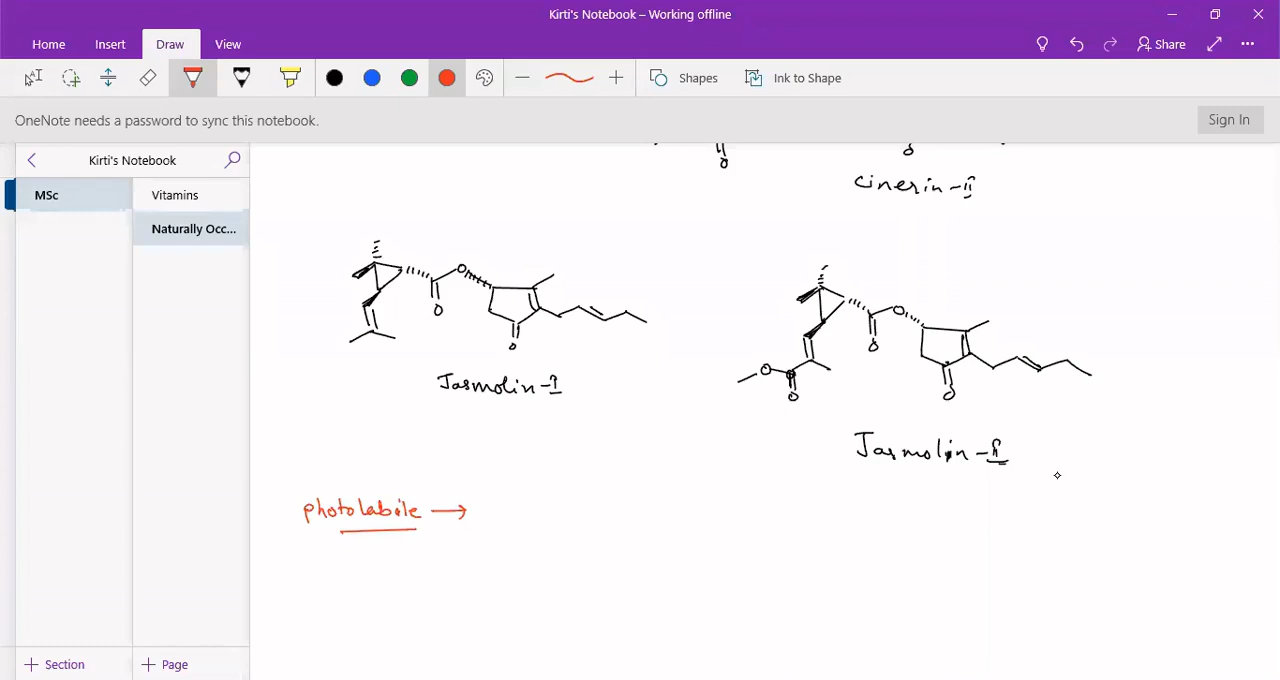 Kirti's Notebook – Working offline
Home Insert Draw View
Share
Shapes Ink to Shape
OneNote needs a password to sync this notebook.
Sign In
Kirti's Notebook
MSc
Vitamins
Naturally Occ...
O
O
Cinerin-II
O
O
Jasmolin-I
O
O
O
O
O
Jasmolin-II
photolabile →
+ Section
+ Page